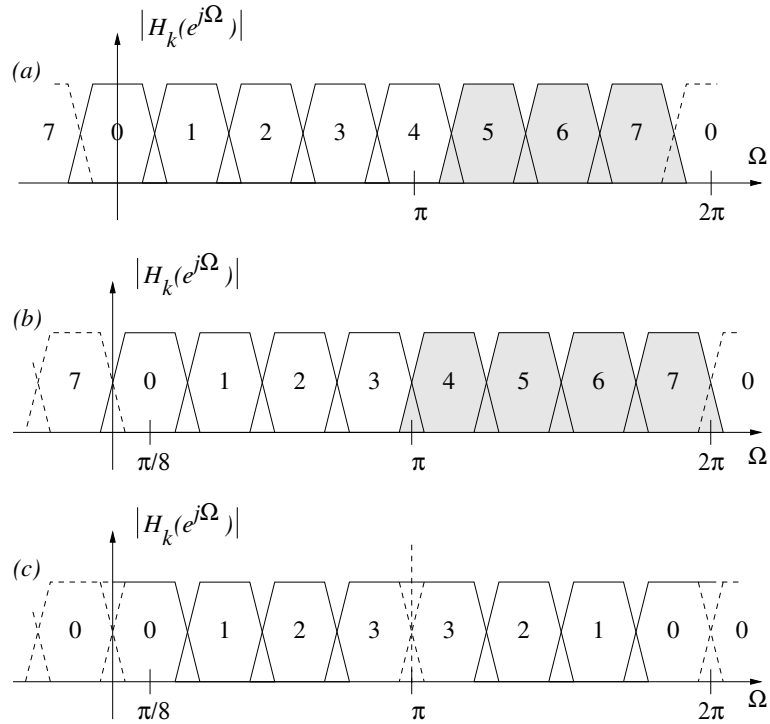 |H_k(e^{jΩ})|
(a)
7 0 1 2 3 4 5 6 7 0 Ω
π 2π
|H_k(e^{jΩ})|
(b)
7 0 1 2 3 4 5 6 7 0
π/8 π 2π Ω
|H_k(e^{jΩ})|
(c)
0 0 1 2 3 3 2 1 0 0
π/8 π 2π Ω